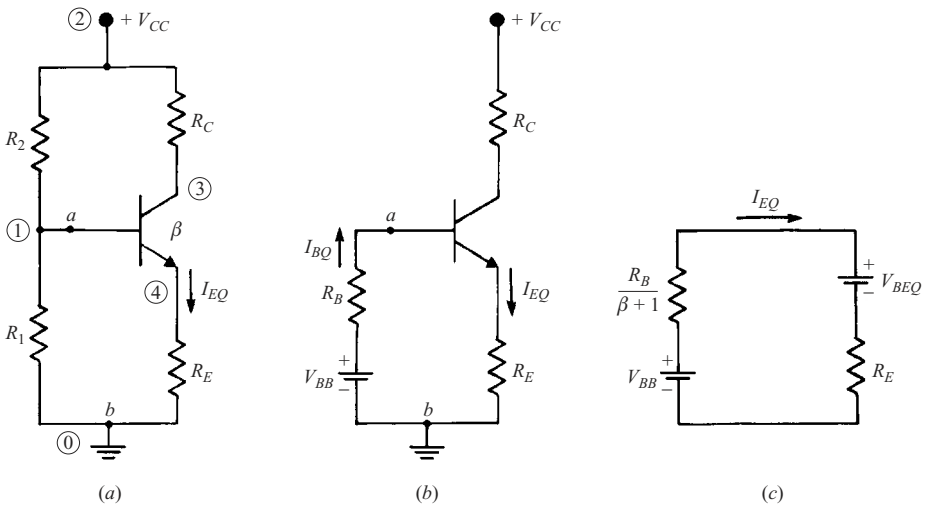 ② + V_CC
R_2
R_C
③
① a
β
④
I_EQ
R_1
R_E
b
⓪
(a)
+ V_CC
R_C
a
I_BQ
I_EQ
R_B
R_E
+
V_BB
−
b
(b)
I_EQ
R_B
β + 1
+
V_BEQ
−
R_E
+
V_BB
−
(c)